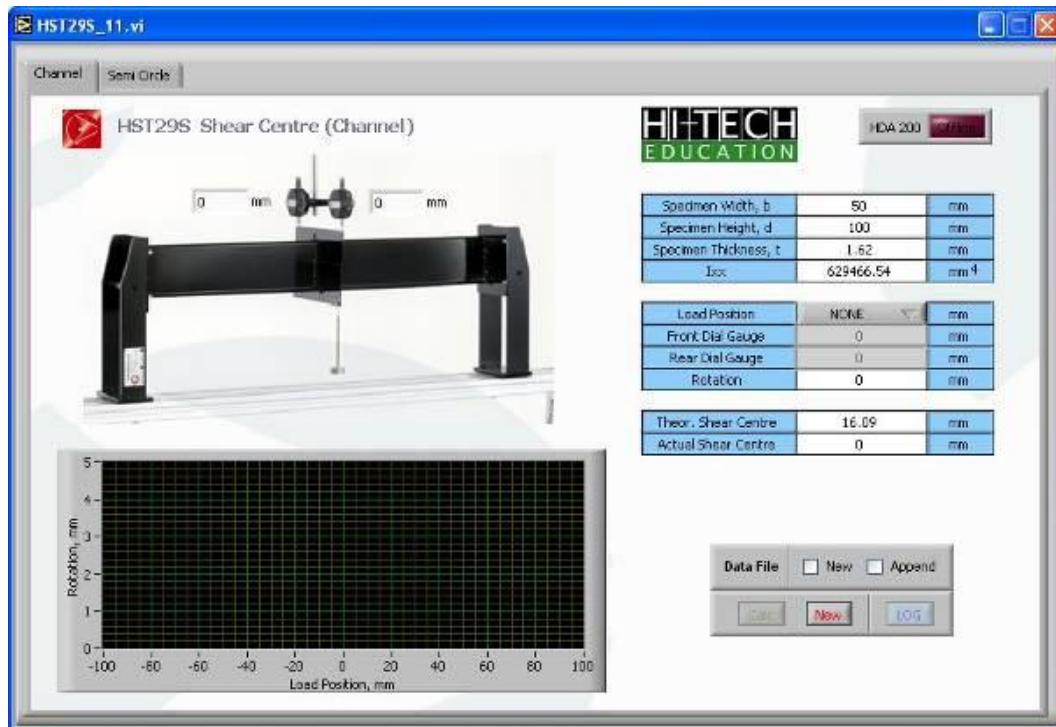 HST29S_11.vi
Channel Semi Circle
HST29S Shear Centre (Channel)
HI-TECH
EDUCATION
HDA 200 Offline
0 mm 0 mm
Specimen Width, b 50 mm
Specimen Height, d 100 mm
Specimen Thickness, t 1.62 mm
Ixx 629466.54 mm4
Load Position NONE mm
Front Dial Gauge 0 mm
Rear Dial Gauge 0 mm
Rotation 0 mm
Theor. Shear Centre 16.09 mm
Actual Shear Centre 0 mm
5
4
3
2
1
0
Rotation, mm
-100 -80 -60 -40 -20 0 20 40 60 80 100
Load Position, mm
Data File New Append
New LOG